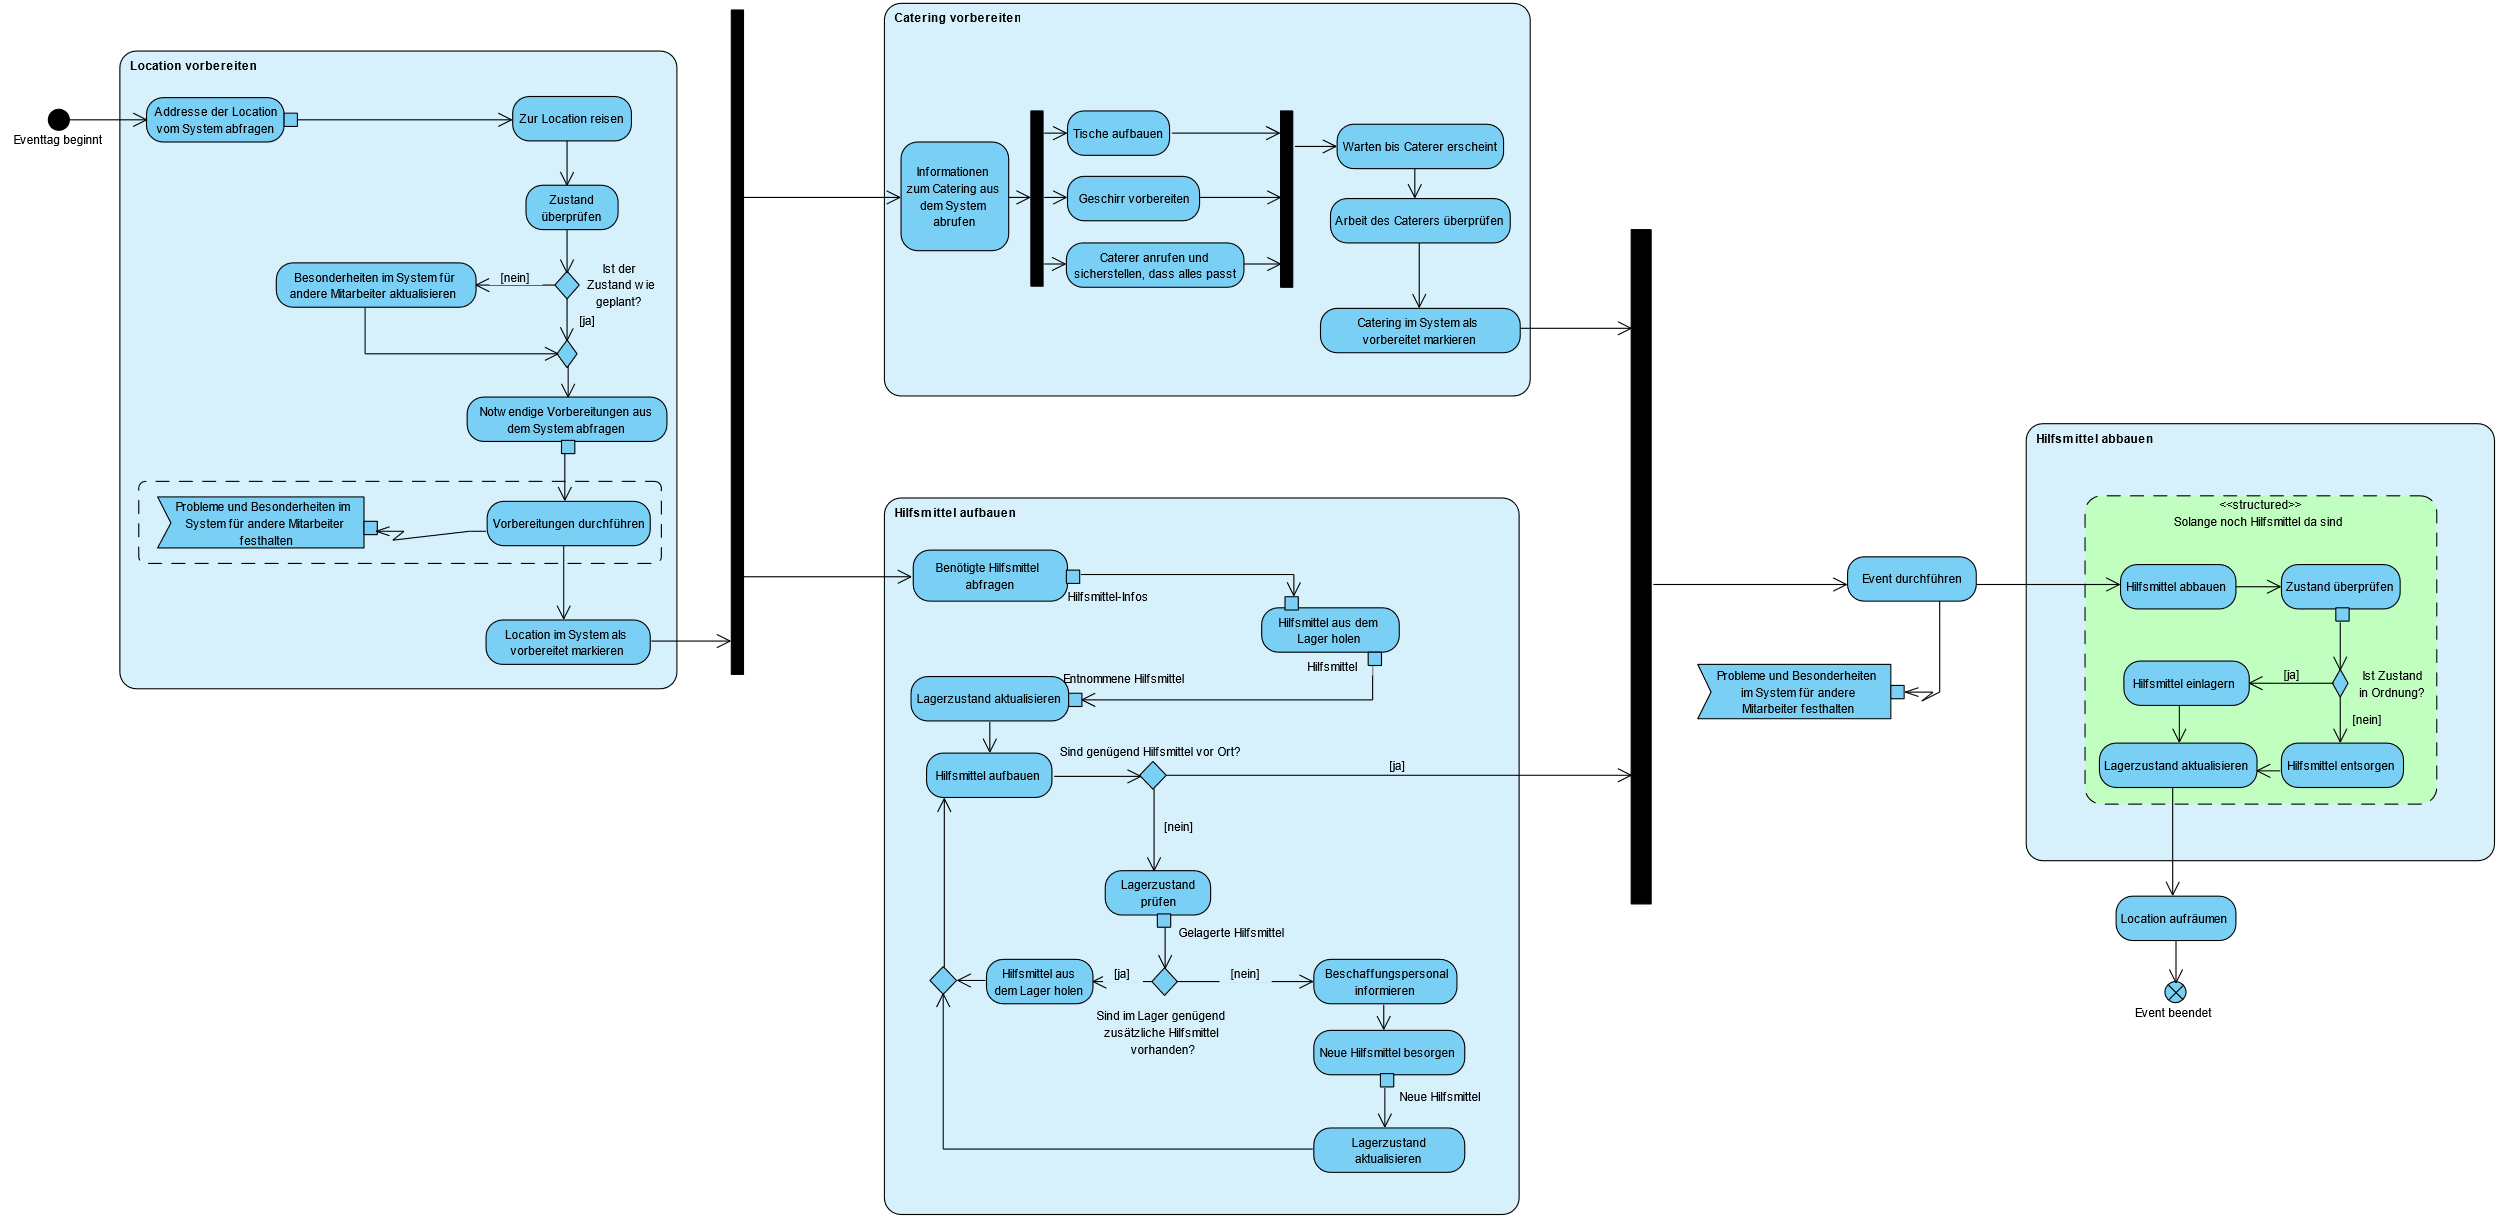 Eventtag beginnt
Location vorbereiten
Addresse der Location
vom System abfragen
Zur Location reisen
Zustand
überprüfen
Ist der
Zustand wie
geplant?
[nein]
[ja]
Besonderheiten im System für
andere Mitarbeiter aktualisieren
Notwendige Vorbereitungen aus
dem System abfragen
Probleme und Besonderheiten im
System für andere Mitarbeiter
festhalten
Vorbereitungen durchführen
Location im System als
vorbereitet markieren
Catering vorbereiten
Informationen
zum Catering aus
dem System
abrufen
Tische aufbauen
Geschirr vorbereiten
Caterer anrufen und
sicherstellen, dass alles passt
Warten bis Caterer erscheint
Arbeit des Caterers überprüfen
Catering im System als
vorbereitet markieren
Hilfsmittel aufbauen
Benötigte Hilfsmittel
abfragen
Hilfsmittel-Infos
Hilfsmittel aus dem
Lager holen
Hilfsmittel
Entnommene Hilfsmittel
Lagerzustand aktualisieren
Hilfsmittel aufbauen
Sind genügend Hilfsmittel vor Ort?
[ja]
[nein]
Lagerzustand
prüfen
Gelagerte Hilfsmittel
Hilfsmittel aus
dem Lager holen
[ja]
[nein]
Sind im Lager genügend
zusätzliche Hilfsmittel
vorhanden?
Beschaffungspersonal
informieren
Neue Hilfsmittel besorgen
Neue Hilfsmittel
Lagerzustand
aktualisieren
Event durchführen
Probleme und Besonderheiten
im System für andere
Mitarbeiter festhalten
Hilfsmittel abbauen
<<structured>>
Solange noch Hilfsmittel da sind
Hilfsmittel abbauen
Zustand überprüfen
Ist Zustand
in Ordnung?
[ja]
[nein]
Hilfsmittel einlagern
Lagerzustand aktualisieren
Hilfsmittel entsorgen
Location aufräumen
Event beendet